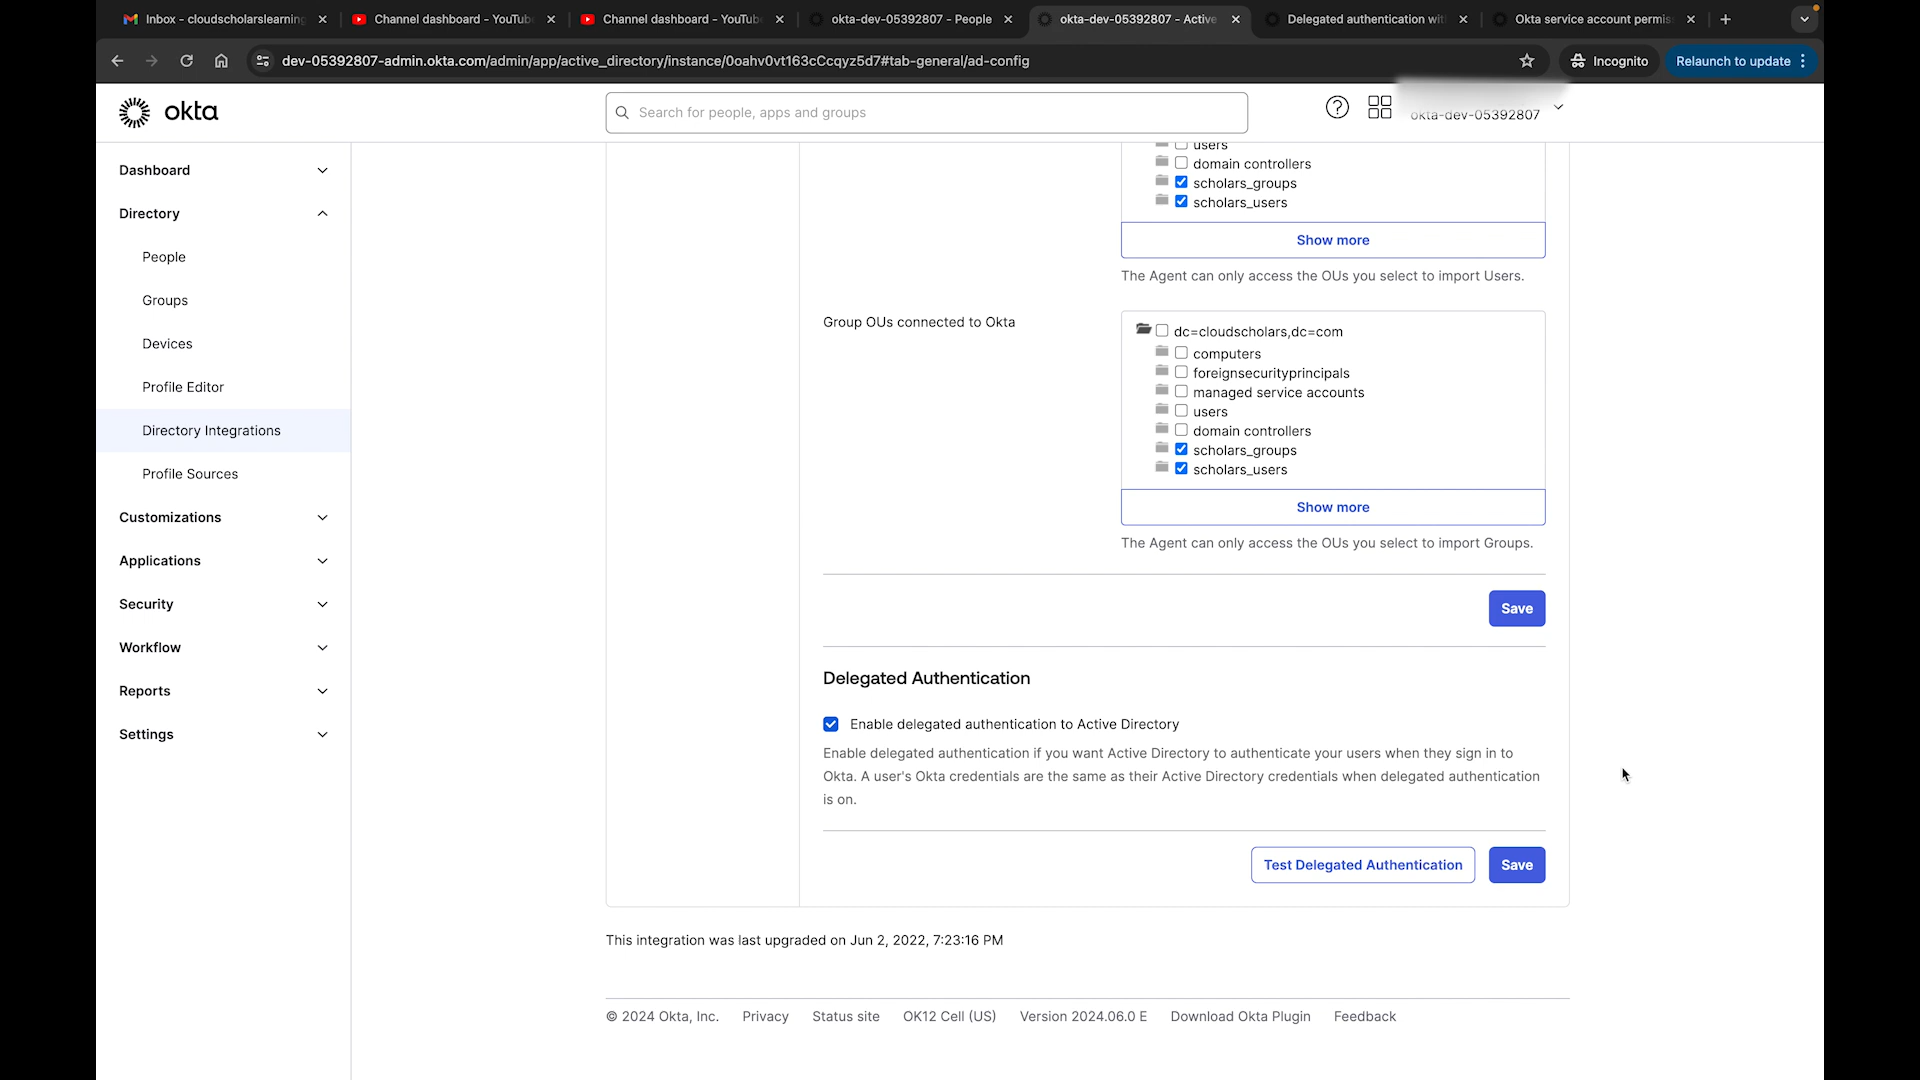 Inbox - cloudscholarslearning
Channel dashboard - YouTube
Channel dashboard - YouTube
okta-dev-05392807 - People
okta-dev-05392807 - Active
Delegated authentication wit
Okta service account permis
dev-05392807-admin.okta.com/admin/app/active_directory/instance/0oahv0vt163cCcqyz5d7#tab-general/ad-config
Incognito
Relaunch to update
okta
Search for people, apps and groups
okta-dev-05392807
Dashboard
Directory
People
Groups
Devices
Profile Editor
Directory Integrations
Profile Sources
Customizations
Applications
Security
Workflow
Reports
Settings
users
domain controllers
scholars_groups
scholars_users
Show more
The Agent can only access the OUs you select to import Users.
Group OUs connected to Okta
dc=cloudscholars,dc=com
computers
foreignsecurityprincipals
managed service accounts
users
domain controllers
scholars_groups
scholars_users
Show more
The Agent can only access the OUs you select to import Groups.
Save
Delegated Authentication
Enable delegated authentication to Active Directory
Enable delegated authentication if you want Active Directory to authenticate your users when they sign in to
Okta. A user's Okta credentials are the same as their Active Directory credentials when delegated authentication
is on.
Test Delegated Authentication
Save
This integration was last upgraded on Jun 2, 2022, 7:23:16 PM
© 2024 Okta, Inc. Privacy Status site OK12 Cell (US) Version 2024.06.0 E Download Okta Plugin Feedback